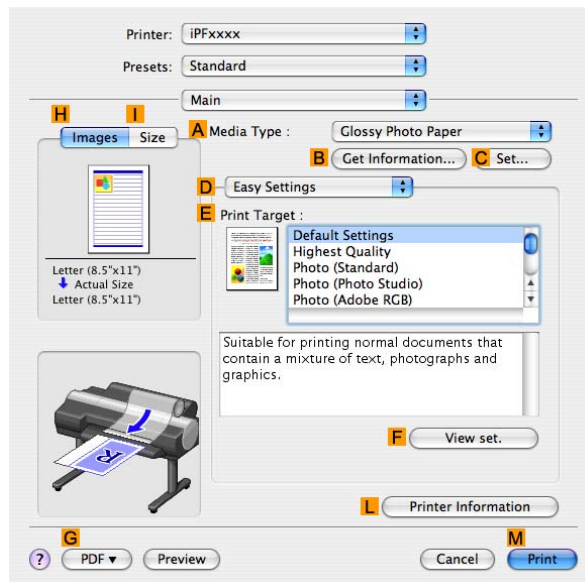 Printer: iPFxxxx
Presets: Standard
Main
H I
Images Size
A Media Type : Glossy Photo Paper
B Get Information... C Set...
D Easy Settings
E Print Target :
Default Settings
Highest Quality
Photo (Standard)
Photo (Photo Studio)
Photo (Adobe RGB)
Letter (8.5"x11")
Actual Size
Letter (8.5"x11")
Suitable for printing normal documents that
contain a mixture of text, photographs and
graphics.
F View set.
L Printer Information
G M
? PDF ▼ Preview Cancel Print